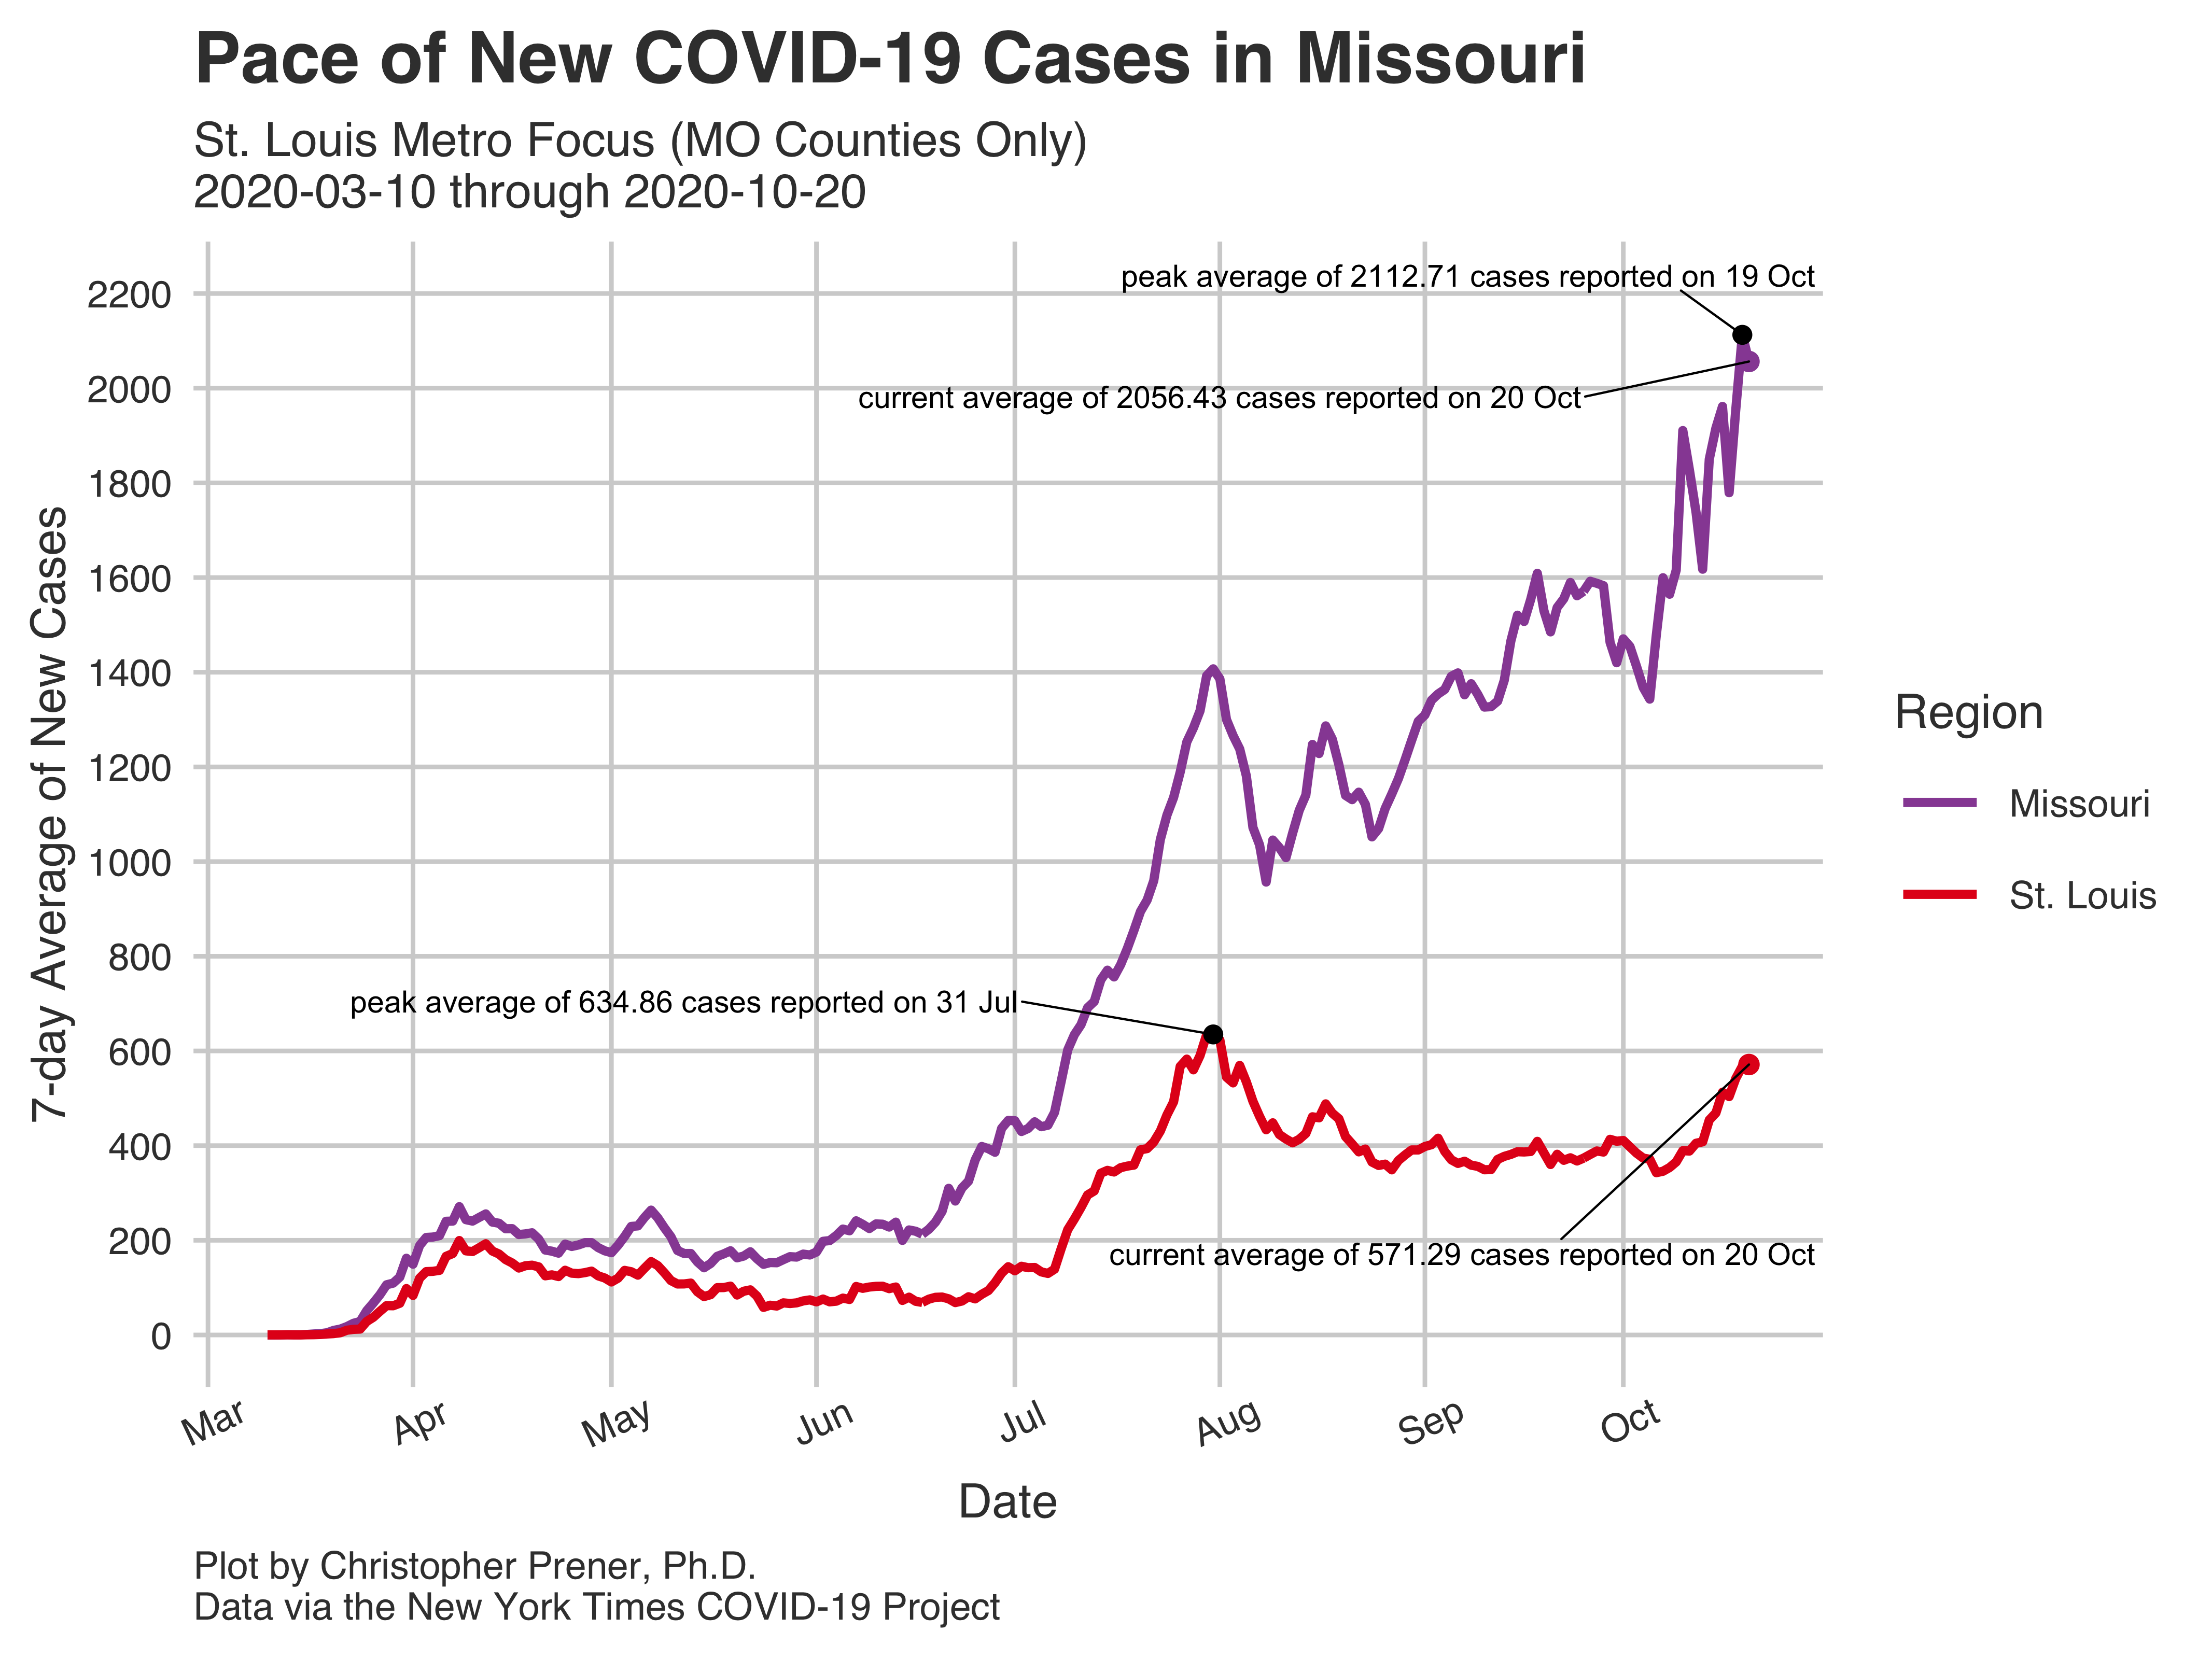 Pace of New COVID-19 Cases in Missouri
St. Louis Metro Focus (MO Counties Only)
2020-03-10 through 2020-10-20
7-day Average of New Cases
2200
2000
1800
1600
1400
1200
1000
800
600
400
200
0
peak average of 2112.71 cases reported on 19 Oct
current average of 2056.43 cases reported on 20 Oct
peak average of 634.86 cases reported on 31 Jul
current average of 571.29 cases reported on 20 Oct
Region
Missouri
St. Louis
Mar
Apr
May
Jun
Jul
Aug
Sep
Oct
Date
Plot by Christopher Prener, Ph.D.
Data via the New York Times COVID-19 Project